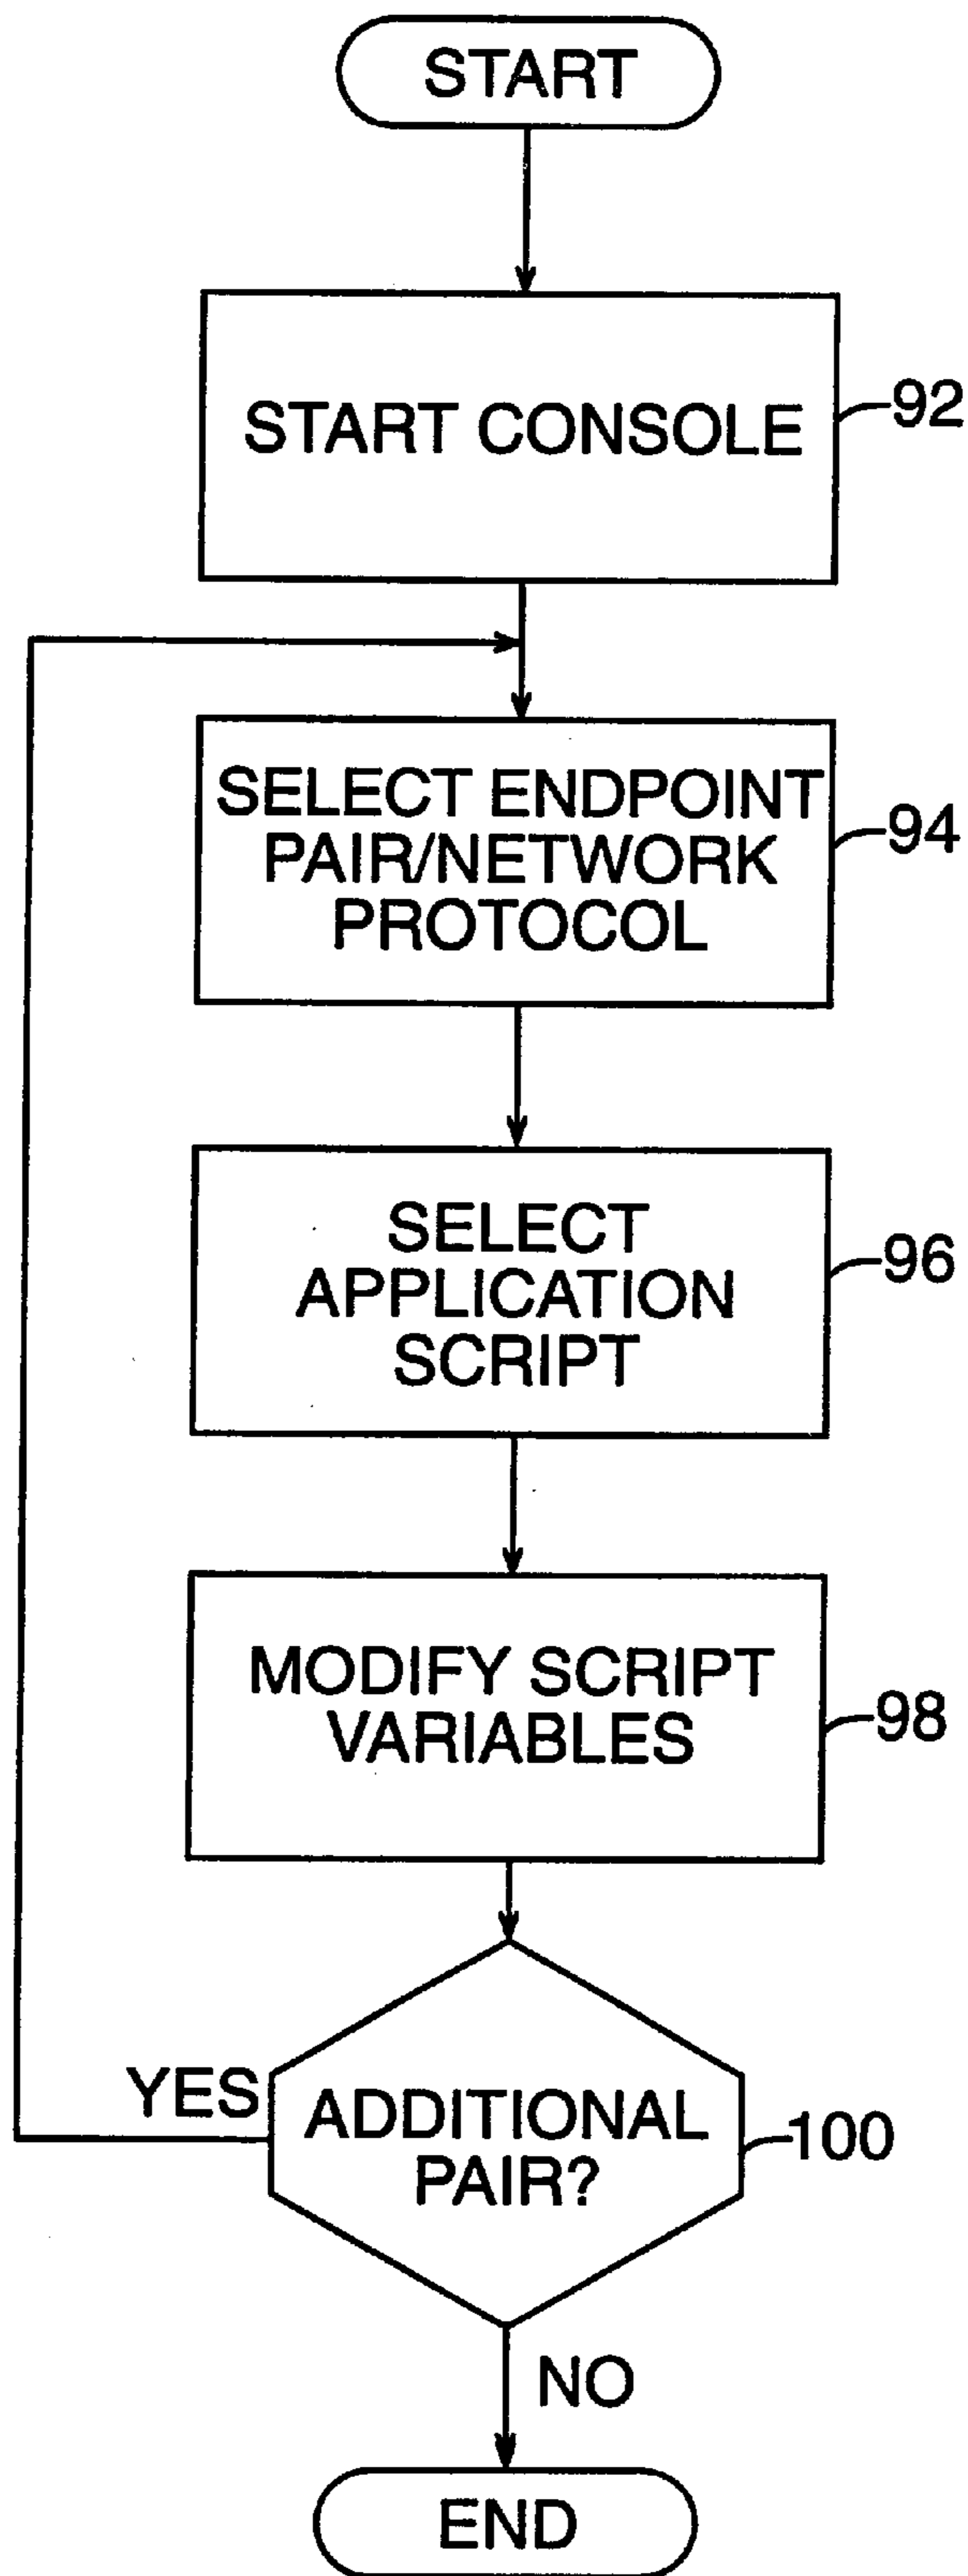 START
START CONSOLE
92
SELECT ENDPOINT
PAIR/NETWORK
PROTOCOL
94
SELECT
APPLICATION
SCRIPT
96
MODIFY SCRIPT
VARIABLES
98
YES
ADDITIONAL
PAIR?
100
NO
END